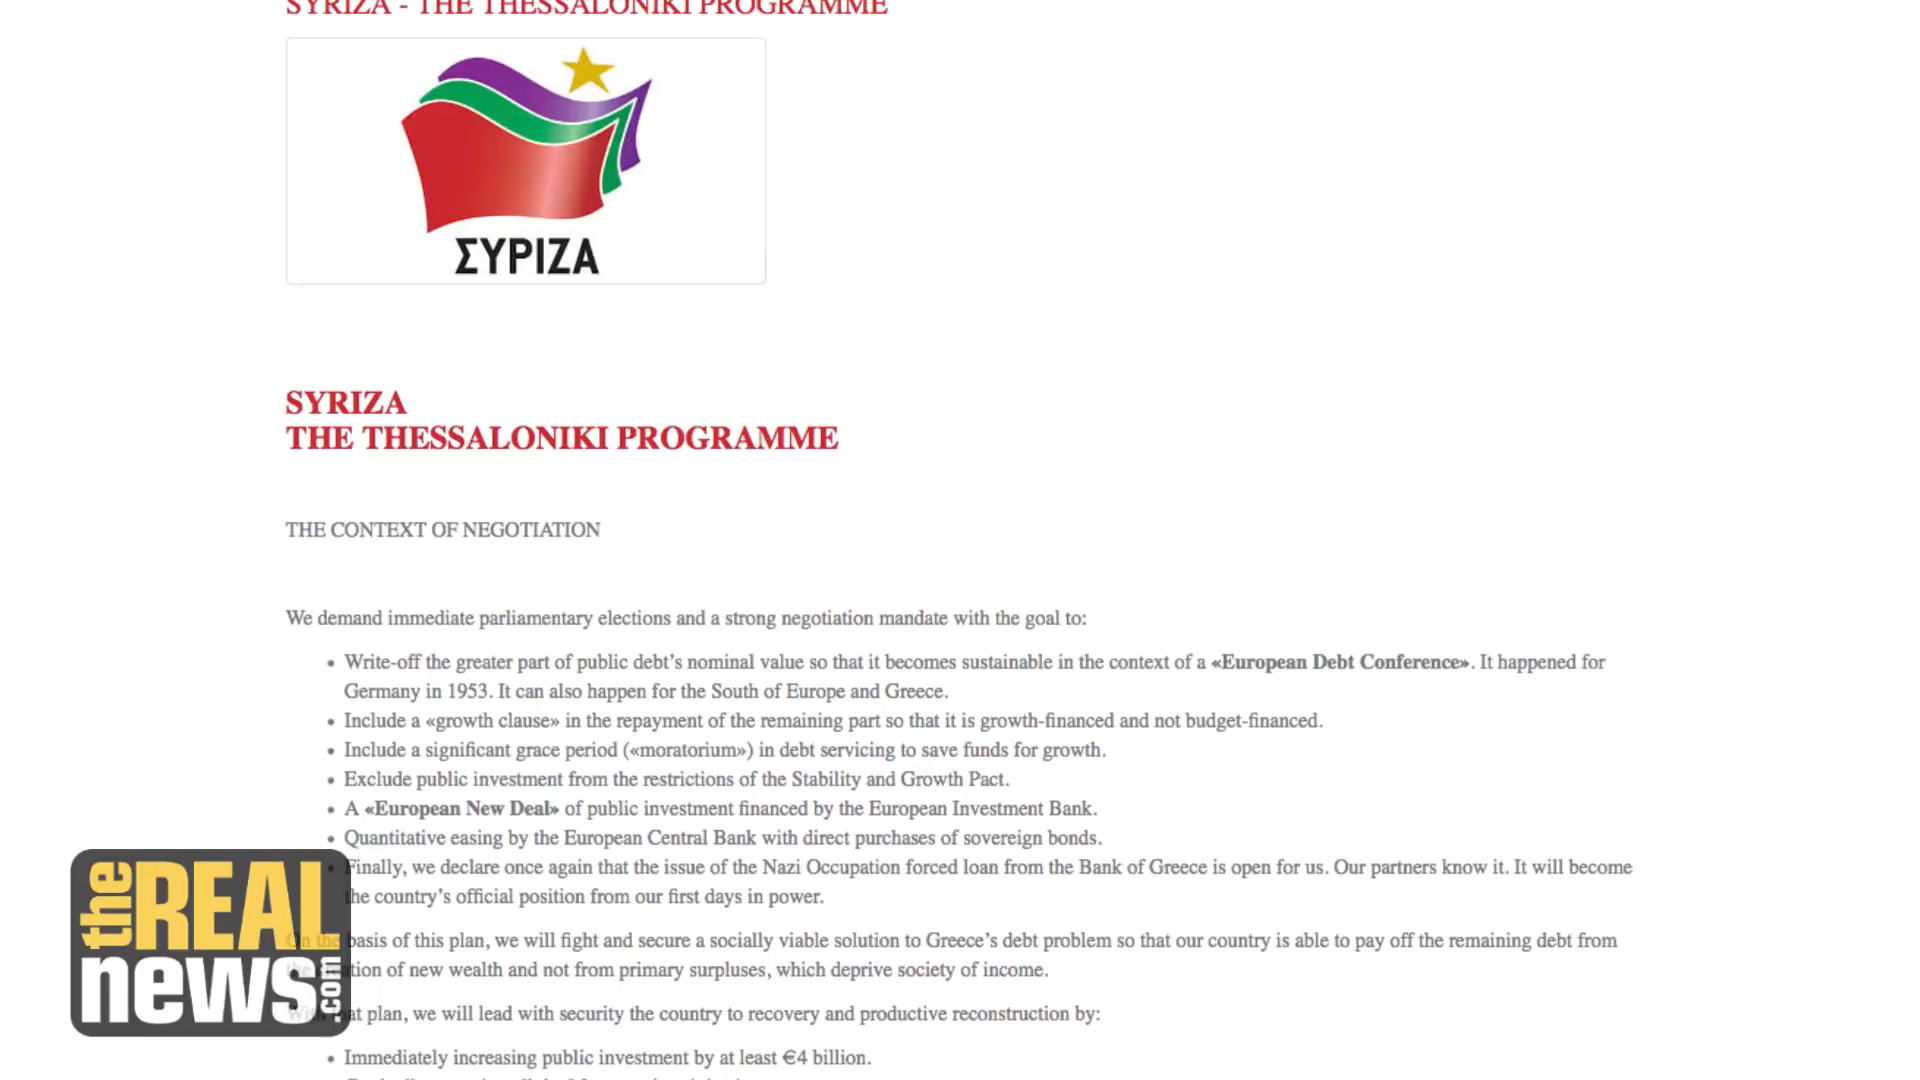 SYRIZA - THE THESSALONIKI PROGRAMME
ΣΥΡΙΖΑ
SYRIZA
THE THESSALONIKI PROGRAMME
THE CONTEXT OF NEGOTIATION
We demand immediate parliamentary elections and a strong negotiation mandate with the goal to:
• Write-off the greater part of public debt’s nominal value so that it becomes sustainable in the context of a «European Debt Conference». It happened for
Germany in 1953. It can also happen for the South of Europe and Greece.
• Include a «growth clause» in the repayment of the remaining part so that it is growth-financed and not budget-financed.
• Include a significant grace period («moratorium») in debt servicing to save funds for growth.
• Exclude public investment from the restrictions of the Stability and Growth Pact.
• A «European New Deal» of public investment financed by the European Investment Bank.
• Quantitative easing by the European Central Bank with direct purchases of sovereign bonds.
• Finally, we declare once again that the issue of the Nazi Occupation forced loan from the Bank of Greece is open for us. Our partners know it. It will become
the country’s official position from our first days in power.
On the basis of this plan, we will fight and secure a socially viable solution to Greece’s debt problem so that our country is able to pay off the remaining debt from
the creation of new wealth and not from primary surpluses, which deprive society of income.
With that plan, we will lead with security the country to recovery and productive reconstruction by:
• Immediately increasing public investment by at least €4 billion.
the REAL
news.com